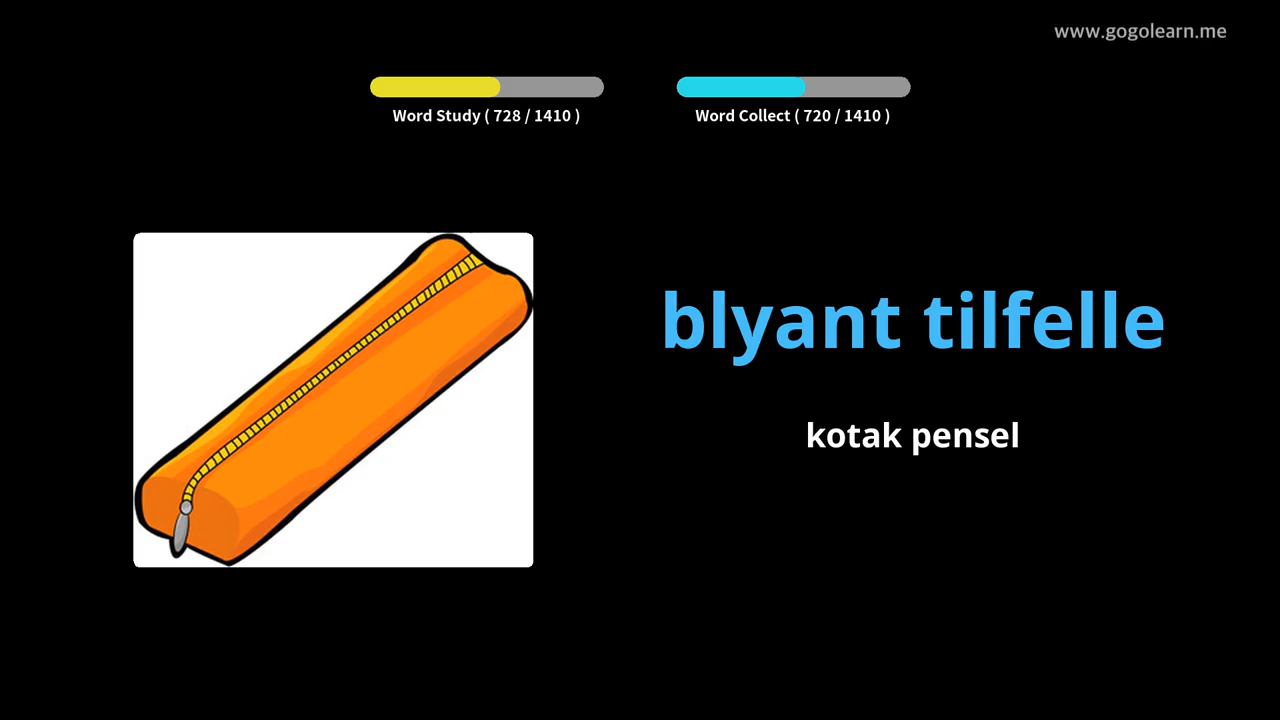 www.gogolearn.me
Word Study ( 728 / 1410 )
Word Collect ( 720 / 1410 )
blyant tilfelle
kotak pensel